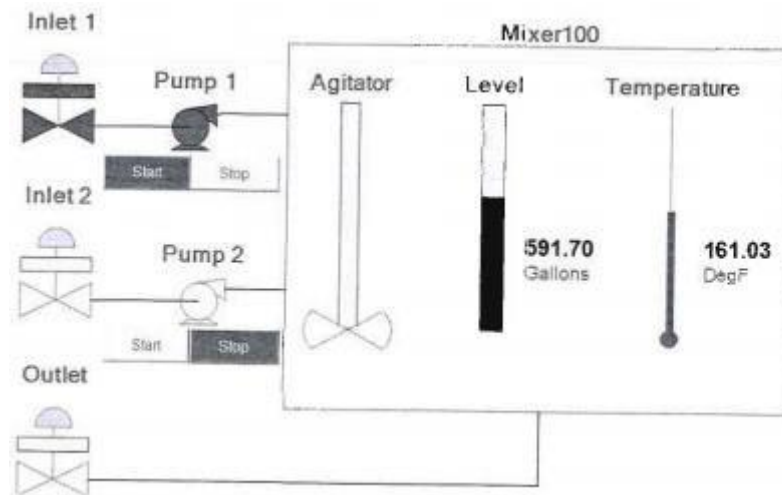 Inlet 1
Mixer100
Pump 1
Agitator
Level
Temperature
Start
Stop
Inlet 2
Pump 2
591.70
Gallons
161.03
DegF
Start
Stop
Outlet